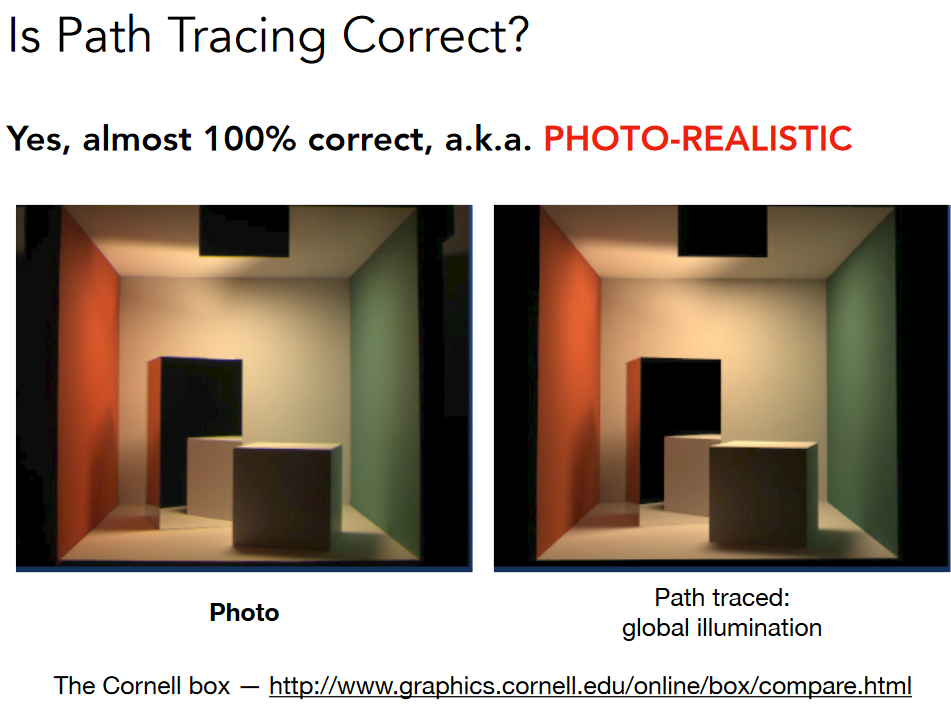 Is Path Tracing Correct?
Yes, almost 100% correct, a.k.a. PHOTO-REALISTIC
Photo
Path traced:
global illumination
The Cornell box — http://www.graphics.cornell.edu/online/box/compare.html